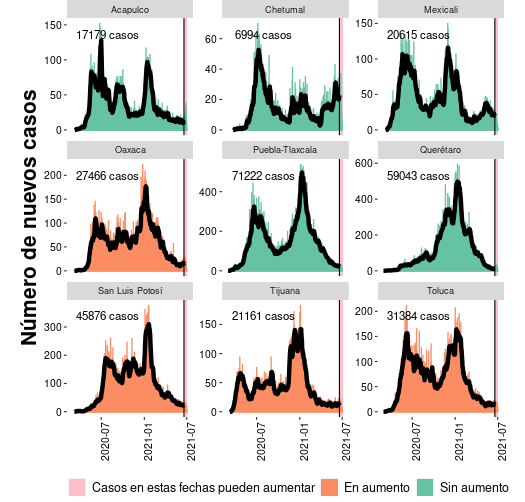 Número de nuevos casos
Acapulco
Chetumal
Mexicali
150
100
50
0
17179 casos
60
40
20
0
6994 casos
150
100
50
0
20615 casos
Oaxaca
Puebla-Tlaxcala
Querétaro
200
150
100
50
0
27466 casos
400
200
0
71222 casos
600
400
200
0
59043 casos
San Luis Potosí
Tijuana
Toluca
300
200
100
0
45876 casos
150
100
50
0
21161 casos
200
150
100
50
0
31384 casos
2020-07
2021-01
2021-07
2020-07
2021-01
2021-07
2020-07
2021-01
2021-07
Casos en estas fechas pueden aumentar
En aumento
Sin aumento